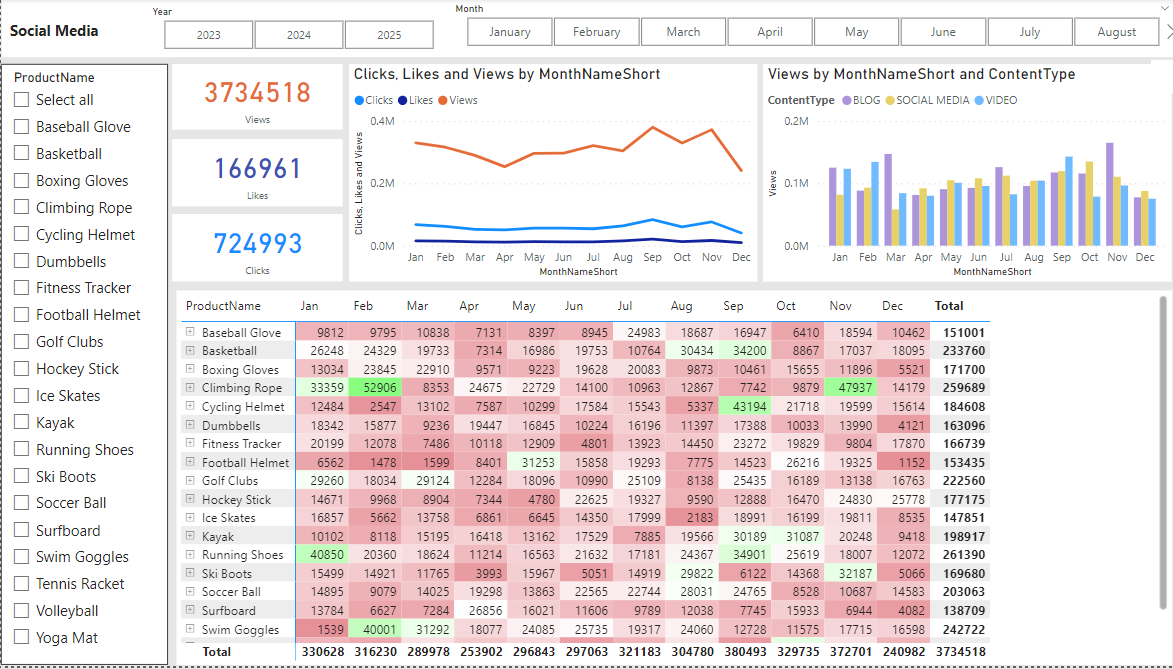 Social Media
Year
2023 2024 2025
Month
January February March April May June July August
ProductName
Select all
Baseball Glove
Basketball
Boxing Gloves
Climbing Rope
Cycling Helmet
Dumbbells
Fitness Tracker
Football Helmet
Golf Clubs
Hockey Stick
Ice Skates
Kayak
Running Shoes
Ski Boots
Soccer Ball
Surfboard
Swim Goggles
Tennis Racket
Volleyball
Yoga Mat
3734518
Views
166961
Likes
724993
Clicks
Clicks, Likes and Views by MonthNameShort
Clicks Likes Views
Clicks, Likes and Views
0.4M
0.2M
0.0M
Jan Feb Mar Apr May Jun Jul Aug Sep Oct Nov Dec
MonthNameShort
Views by MonthNameShort and ContentType
ContentType BLOG SOCIAL MEDIA VIDEO
Views
0.2M
0.1M
0.0M
Jan Feb Mar Apr May Jun Jul Aug Sep Oct Nov Dec
MonthNameShort
ProductName Jan Feb Mar Apr May Jun Jul Aug Sep Oct Nov Dec Total
Baseball Glove 9812 9795 10838 7131 8397 8945 24983 18687 16947 6410 18594 10462 151001
Basketball 26248 24329 19733 7314 16986 19753 10764 30434 34200 8867 17037 18095 233760
Boxing Gloves 13034 23845 22910 9571 9223 19628 20083 9873 10461 15655 11896 5521 171700
Climbing Rope 33359 52906 8353 24675 22729 14100 10963 12867 7742 9879 47937 14179 259689
Cycling Helmet 12484 2547 13102 7587 10299 17584 15543 5337 43194 21718 19599 15614 184608
Dumbbells 18342 15877 9236 19447 16845 10224 16196 11397 17388 10033 13990 4121 163096
Fitness Tracker 20199 12078 7486 10118 12909 4801 13923 14450 23272 19829 9804 17870 166739
Football Helmet 6562 1478 1599 8401 31253 15858 19293 7775 14523 26216 19325 1152 153435
Golf Clubs 29260 18034 29124 12284 18096 10990 25109 8138 25435 16189 13138 16763 222560
Hockey Stick 14671 9968 8904 7344 4780 22625 19327 9590 12888 16470 24830 25778 177175
Ice Skates 16857 5662 13758 6861 6645 14350 17999 2183 18991 16199 19811 8535 147851
Kayak 10102 8118 15195 16418 13162 17529 7885 19566 30189 31087 20248 9418 198917
Running Shoes 40850 20360 18624 11214 16563 21632 17181 24367 34901 25619 18007 12072 261390
Ski Boots 15499 14921 11765 3993 15967 5051 14919 29822 6122 14368 32187 5066 169680
Soccer Ball 14895 9079 14025 19298 13863 22565 22744 28031 24765 8528 10687 14583 203063
Surfboard 13784 6627 7284 26856 16021 11606 9789 12038 7745 15933 6944 4082 138709
Swim Goggles 1539 40001 31292 18077 24085 25735 19317 24060 12728 11575 17715 16598 242722
Total 330628 316230 289978 253902 296843 297063 321183 304780 380493 329735 372701 240982 3734518